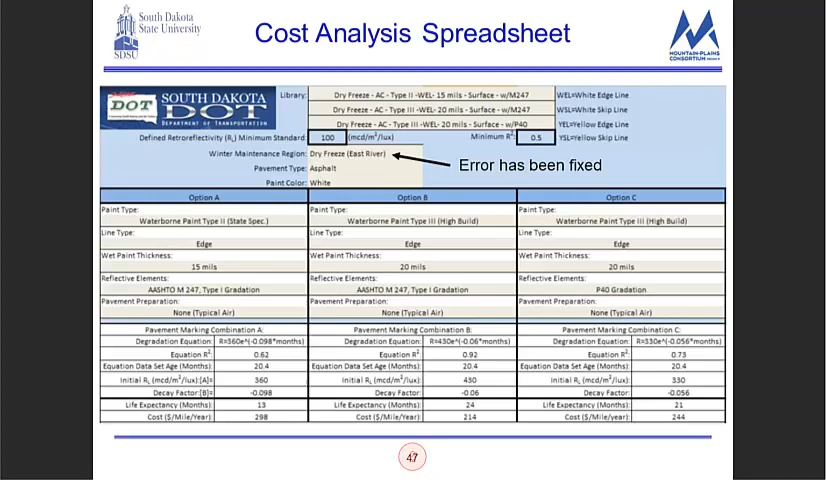 South Dakota
State University
SDSU
Cost Analysis Spreadsheet
MOUNTAIN-PLAINS
CONSORTIUM
DOT
SOUTH DAKOTA
DOT
DEPARTMENT OF TRANSPORTATION
Library: Dry Freeze - AC - Type II -WEL- 15 mils - Surface - w/M247 WEL=White Edge Line
Dry Freeze - AC - Type III -WEL- 20 mils - Surface - w/M247 WSL=White Skip Line
Dry Freeze - AC - Type III -WEL- 20 mils - Surface - w/P40 YEL=Yellow Edge Line
Defined Retroreflectivity (RL) Minimum Standard: 100 (mcd/m²/lux) Minimum R²: 0.5 YSL=Yellow Skip Line
Winter Maintenance Region: Dry Freeze (East River)
Error has been fixed
Pavement Type: Asphalt
Paint Color: White
Option A Option B Option C
Paint Type: Paint Type: Paint Type:
Waterborne Paint Type II (State Spec.) Waterborne Paint Type III (High Build) Waterborne Paint Type III (High Build)
Line Type: Line Type: Line Type:
Edge Edge Edge
Wet Paint Thickness: Wet Paint Thickness: Wet Paint Thickness:
15 mils 20 mils 20 mils
Reflective Elements: Reflective Elements: Reflective Elements:
AASHTO M 247, Type I Gradation AASHTO M 247, Type I Gradation P40 Gradation
Pavement Preparation: Pavement Preparation: Pavement Preparation:
None (Typical Air) None (Typical Air) None (Typical Air)
Pavement Marking Combination A: Pavement Marking Combination B: Pavement Marking Combination C:
Degradation Equation: R=360e^(-0.098*months) Degradation Equation: R=430e^(-0.06*months) Degradation Equation: R=330e^(-0.056*months)
Equation R²: 0.62 Equation R²: 0.92 Equation R²: 0.73
Equation Data Set Age (Months): 20.4 Equation Data Set Age (Months): 20.4 Equation Data Set Age (Months): 20.4
Initial RL (mcd/m²/lux):[A]= 360 Initial RL (mcd/m²/lux): 430 Initial RL (mcd/m²/lux): 330
Decay Factor:[B]= -0.098 Decay Factor: -0.06 Decay Factor: -0.056
Life Expectancy (Months): 13 Life Expectancy (Months): 24 Life Expectancy (Months): 21
Cost ($/Mile/Year): 298 Cost ($/Mile/Year): 214 Cost ($/Mile/year): 244
47